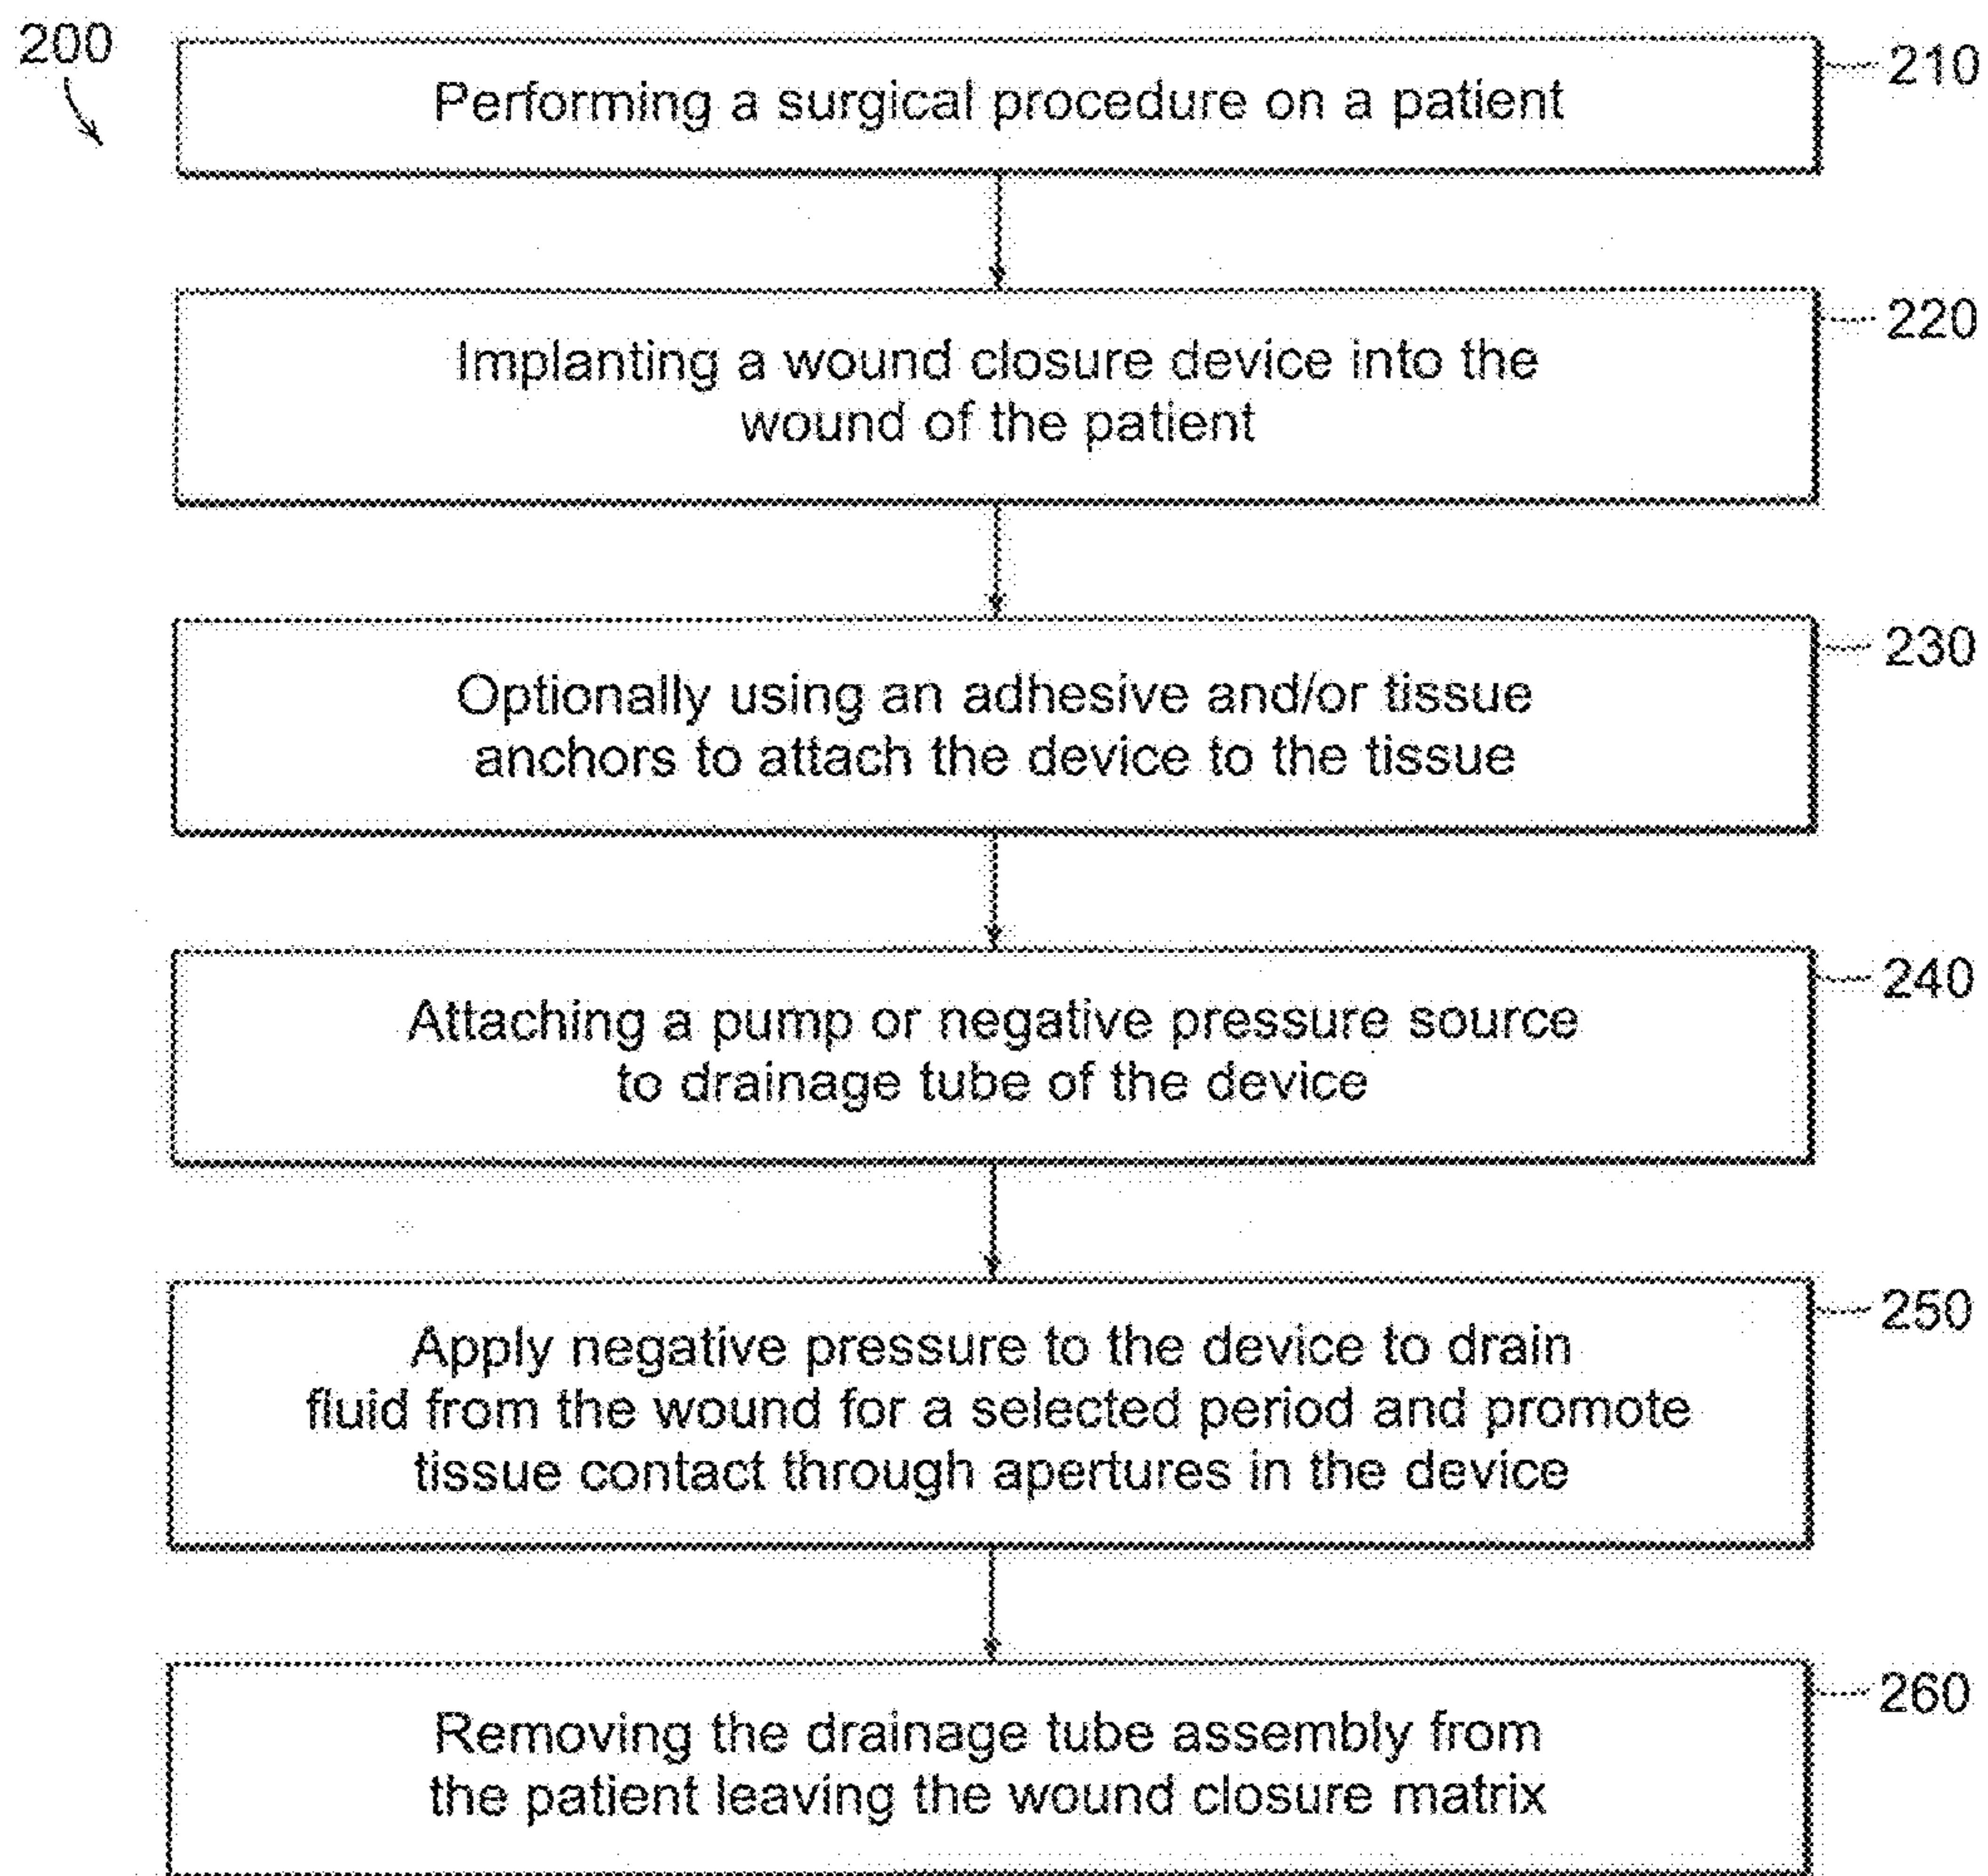 200
Performing a surgical procedure on a patient
210
Implanting a wound closure device into the
wound of the patient
220
Optionally using an adhesive and/or tissue
anchors to attach the device to the tissue
230
Attaching a pump or negative pressure source
to drainage tube of the device
240
Apply negative pressure to the device to drain
fluid from the wound for a selected period and promote
tissue contact through apertures in the device
250
Removing the drainage tube assembly from
the patient leaving the wound closure matrix
260